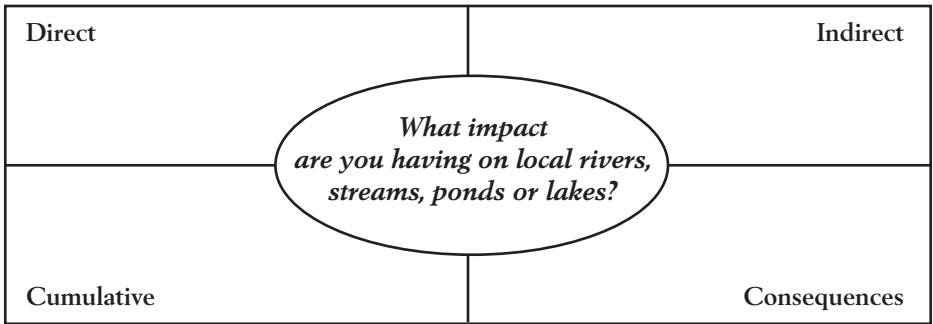 Direct
Indirect
What impact
are you having on local rivers,
streams, ponds or lakes?
Cumulative
Consequences